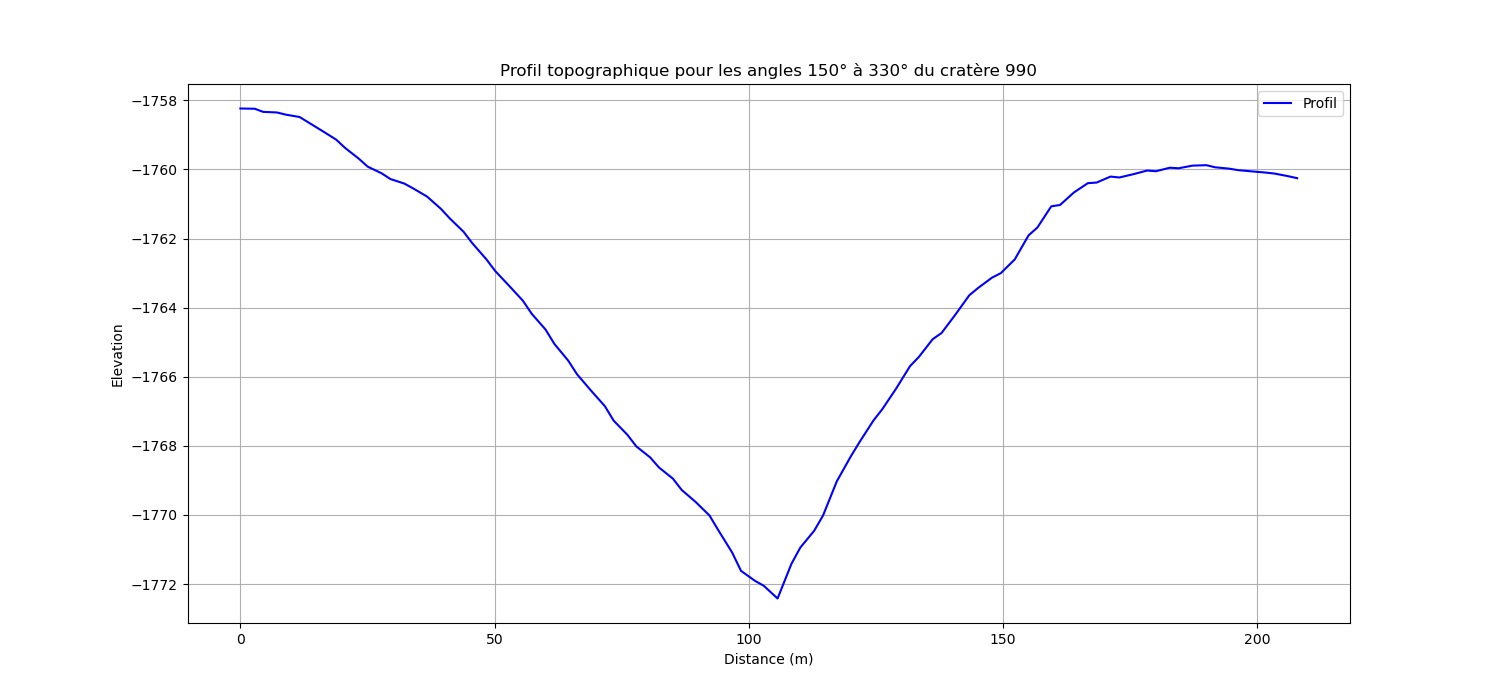 Profil topographique pour les angles 150° à 330° du cratère 990
Profil
−1758
−1760
−1762
−1764
−1766
−1768
−1770
−1772
Elevation
0 50 100 150 200
Distance (m)